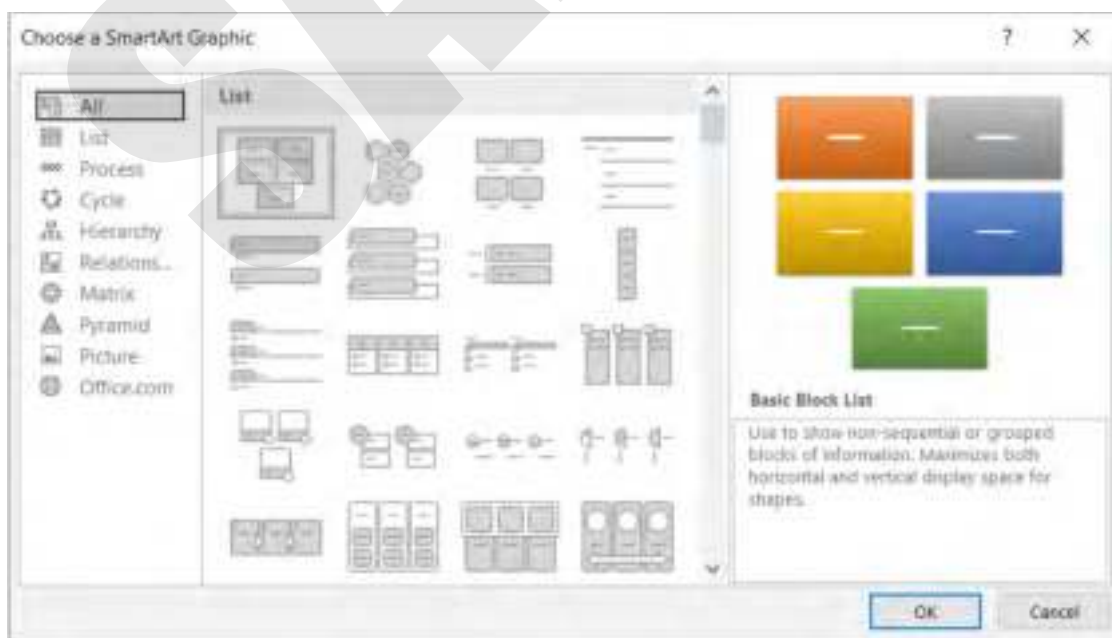 Choose a SmartArt Graphic
?
All
List
Process
Cycle
Hierarchy
Relations...
Matrix
Pyramid
Picture
Office.com
List
Basic Block List
Use to show non-sequential or grouped
blocks of information. Maximizes both
horizontal and vertical display space for
shapes.
OK
Cancel